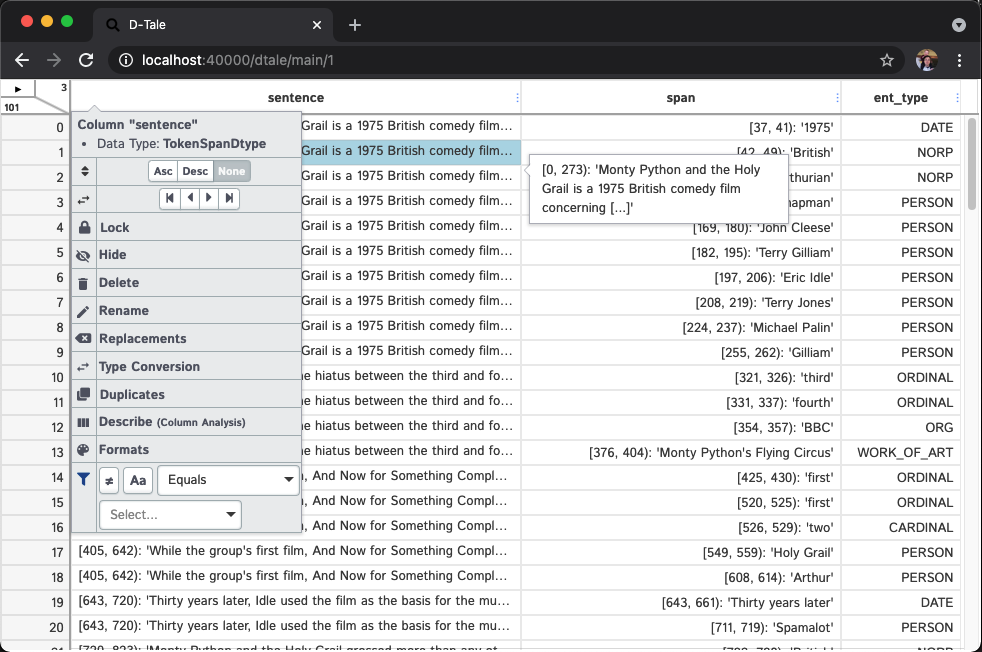 D-Tale
localhost:40000/dtale/main/1
3
101
sentence span ent_type
Column "sentence"
• Data Type: TokenSpanDtype
Asc Desc None
Lock
Hide
Delete
Rename
Replacements
Type Conversion
Duplicates
Describe (Column Analysis)
Formats
≠ Aa Equals
Select...
[0, 273): 'Monty Python and the Holy
Grail is a 1975 British comedy film
concerning [...]'
0 Grail is a 1975 British comedy film... [37, 41): '1975' DATE
1 Grail is a 1975 British comedy film... [42, 49): 'British' NORP
2 Grail is a 1975 British comedy film... thurian' NORP
3 Grail is a 1975 British comedy film... hapman' PERSON
4 Grail is a 1975 British comedy film... [169, 180): 'John Cleese' PERSON
5 Grail is a 1975 British comedy film... [182, 195): 'Terry Gilliam' PERSON
6 Grail is a 1975 British comedy film... [197, 206): 'Eric Idle' PERSON
7 Grail is a 1975 British comedy film... [208, 219): 'Terry Jones' PERSON
8 Grail is a 1975 British comedy film... [224, 237): 'Michael Palin' PERSON
9 Grail is a 1975 British comedy film... [255, 262): 'Gilliam' PERSON
10 he hiatus between the third and fo... [321, 326): 'third' ORDINAL
11 he hiatus between the third and fo... [331, 337): 'fourth' ORDINAL
12 he hiatus between the third and fo... [354, 357): 'BBC' ORG
13 he hiatus between the third and fo... [376, 404): 'Monty Python's Flying Circus' WORK_OF_ART
14 , And Now for Something Compl... [425, 430): 'first' ORDINAL
15 , And Now for Something Compl... [520, 525): 'first' ORDINAL
16 , And Now for Something Compl... [526, 529): 'two' CARDINAL
17 [405, 642): 'While the group's first film, And Now for Something Compl... [549, 559): 'Holy Grail' PERSON
18 [405, 642): 'While the group's first film, And Now for Something Compl... [608, 614): 'Arthur' PERSON
19 [643, 720): 'Thirty years later, Idle used the film as the basis for the mu... [643, 661): 'Thirty years later' DATE
20 [643, 720): 'Thirty years later, Idle used the film as the basis for the mu... [711, 719): 'Spamalot' PERSON